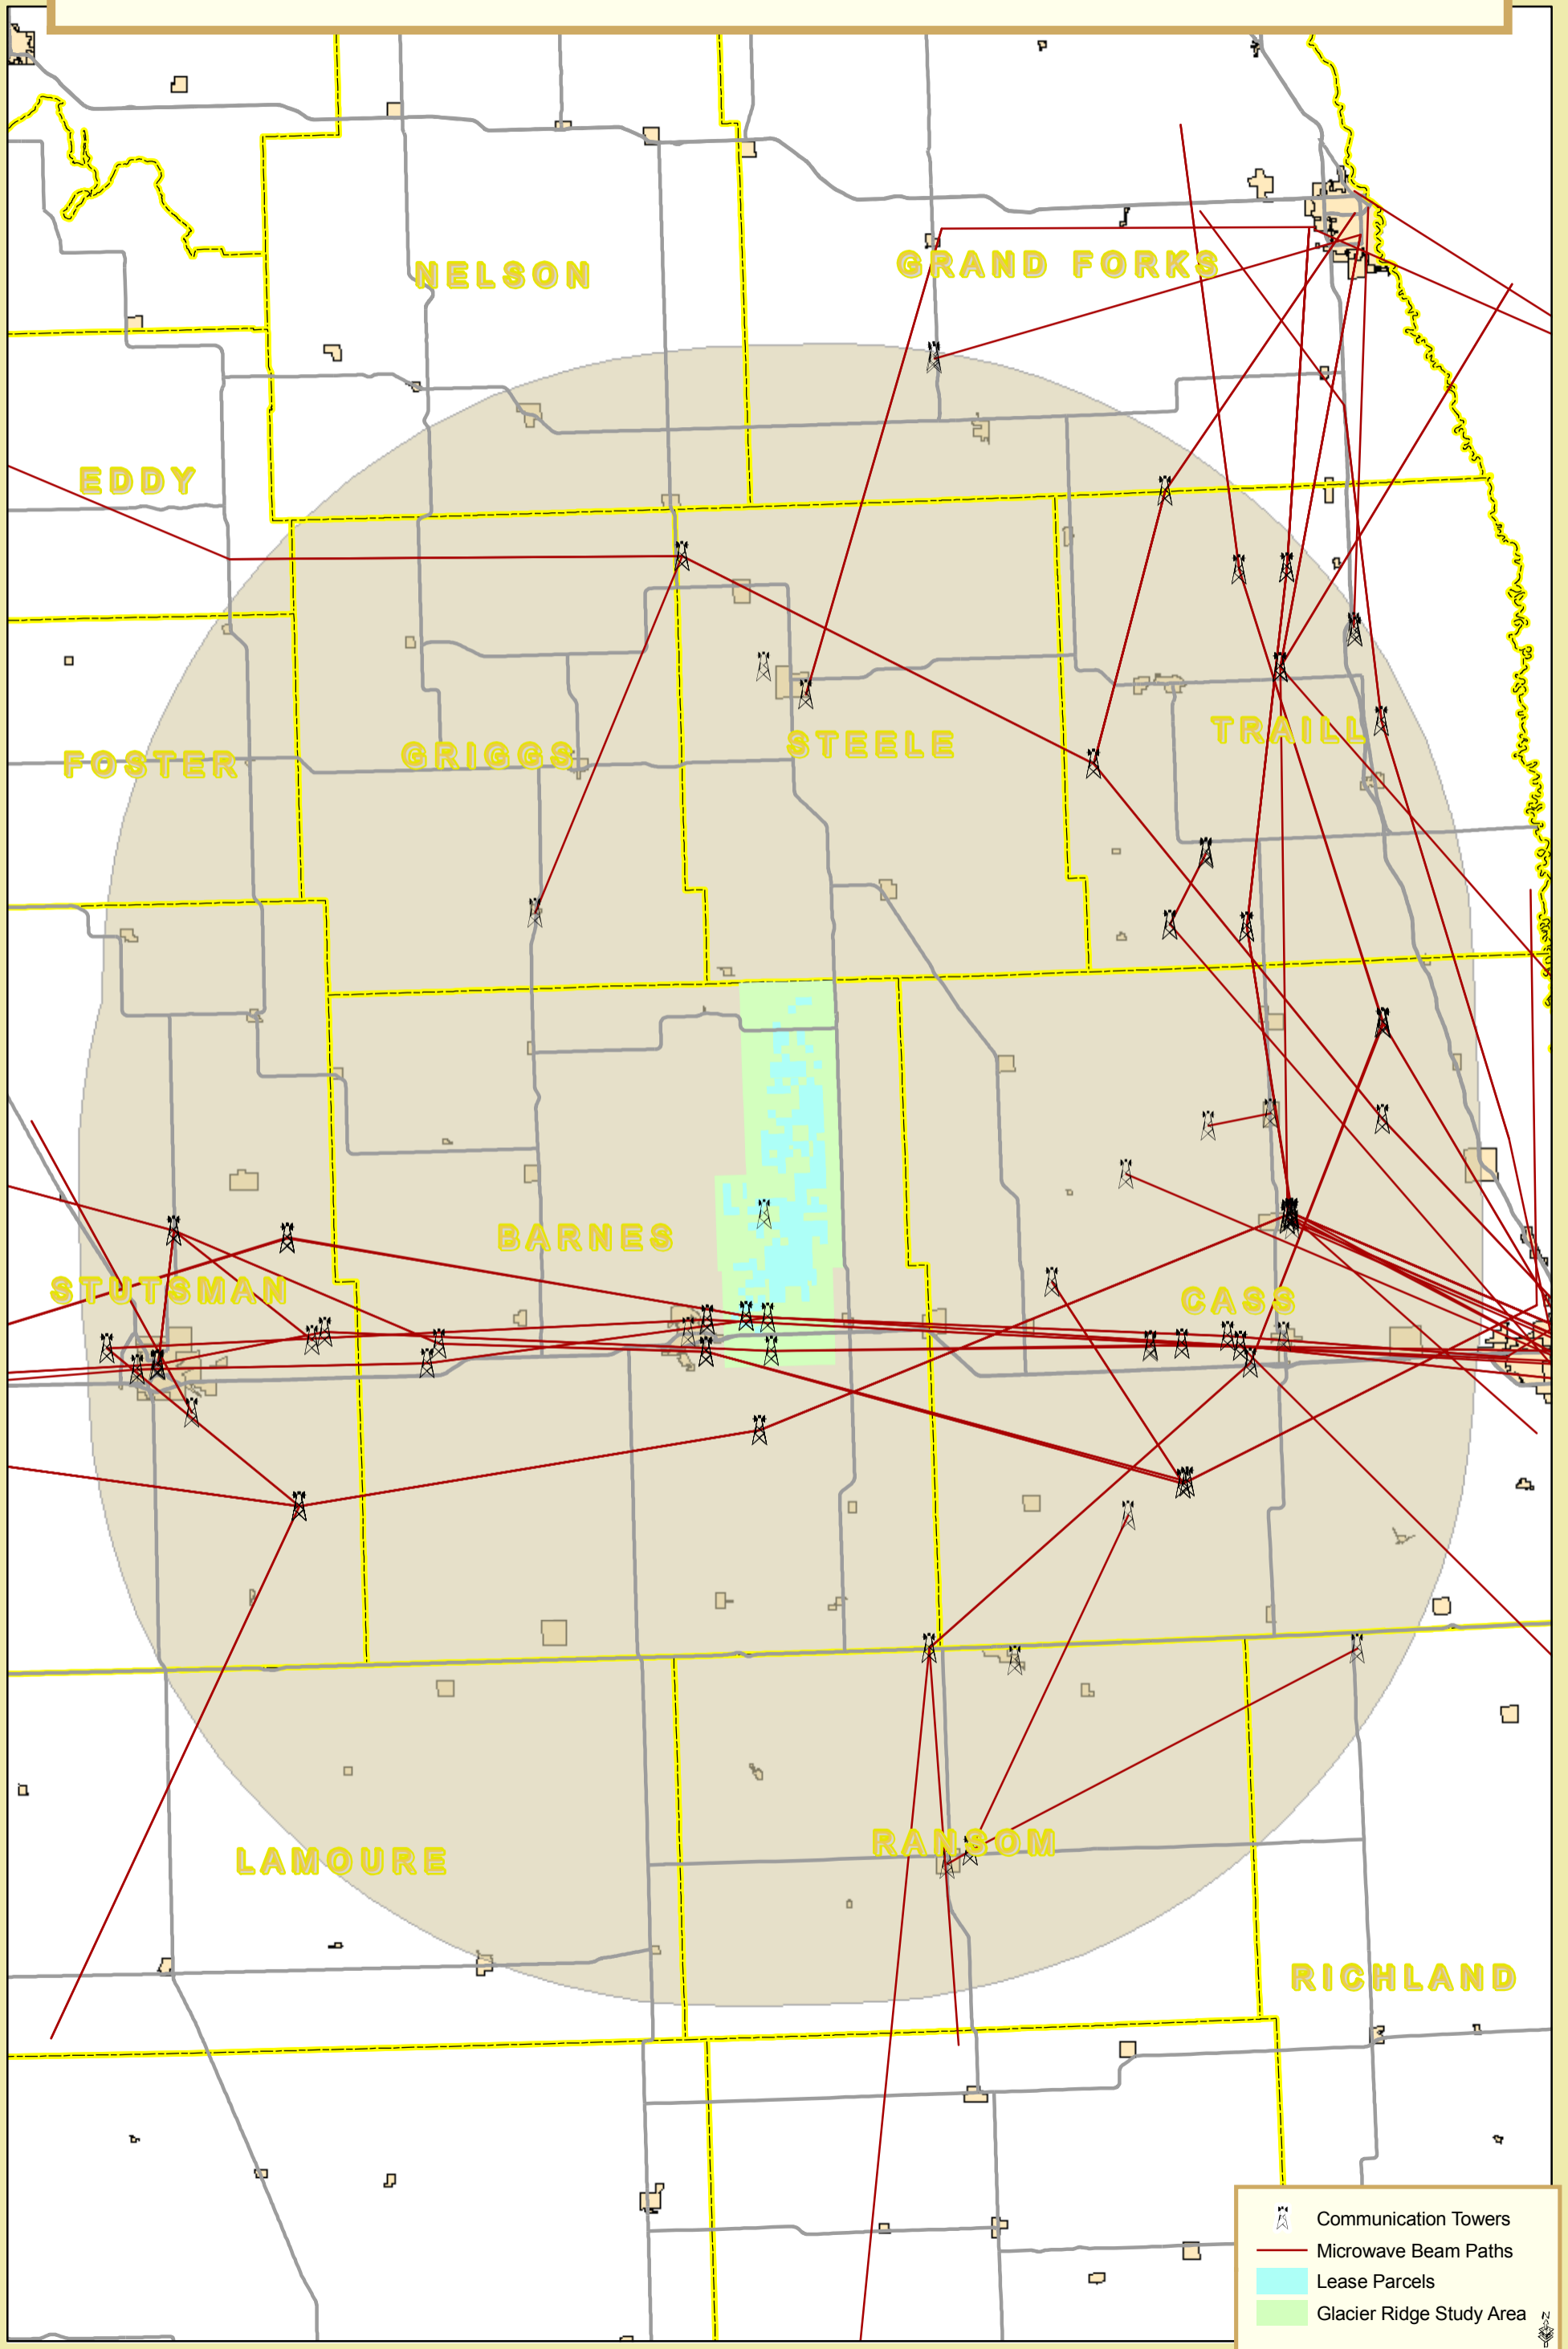 GRAND FORKS
NELSON
EDDY
TRAILL
STEELE
GRIGGS
FOSTER
BARNES
STUTSMAN
CASS
RANSOM
LAMOURE
RICHLAND
Communication Towers
Microwave Beam Paths
Lease Parcels
Glacier Ridge Study Area
N